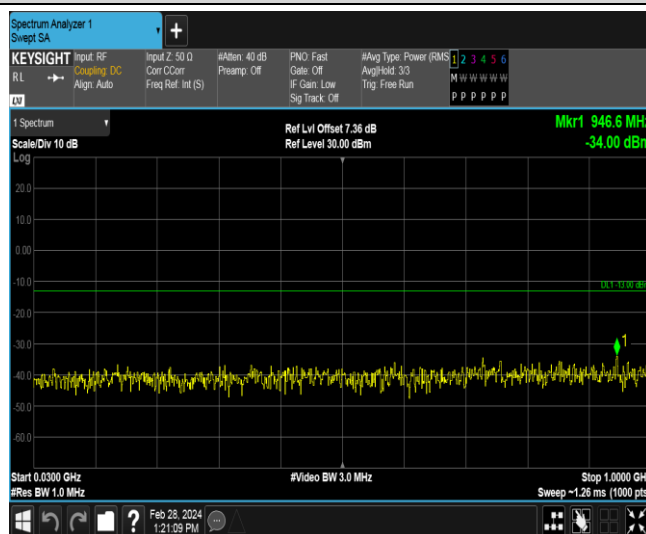 Spectrum Analyzer 1
Swept SA
+
KEYSIGHT Input: RF Input Z: 50 Ω #Atten: 40 dB PNO: Fast #Avg Type: Power (RMS 1 2 3 4 5 6
RL Coupling: DC Corr CCorr Preamp: Off Gate: Off Avg|Hold: 3/3 M W W W W W
Align: Auto Freq Ref: Int (S) IF Gain: Low Trig: Free Run
Sig Track: Off P P P P P P
LXI
1 Spectrum Ref Lvl Offset 7.36 dB Mkr1 946.6 MHz
Scale/Div 10 dB Ref Level 30.00 dBm -34.00 dBm
Log
20.0
10.0
0.00
-10.0 DL1 -13.00 dBm
-20.0
-30.0 1
-40.0
-50.0
-60.0
Start 0.0300 GHz #Video BW 3.0 MHz Stop 1.0000 GHz
#Res BW 1.0 MHz Sweep ~1.26 ms (1000 pts)
? Feb 28, 2024
1:21:09 PM